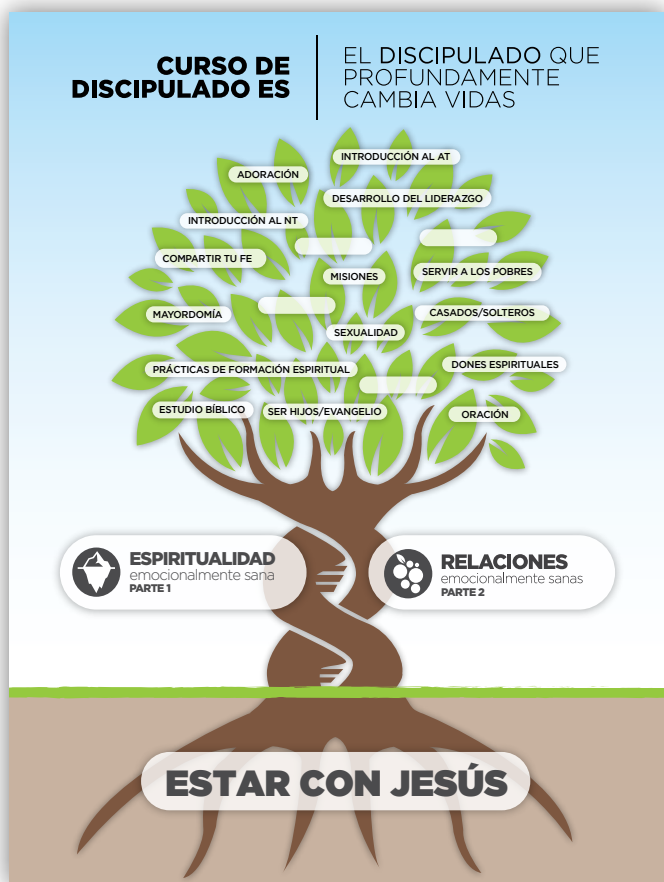 CURSO DE
DISCIPULADO ES
EL DISCIPULADO QUE
PROFUNDAMENTE
CAMBIA VIDAS
INTRODUCCIÓN AL AT
ADORACIÓN
DESARROLLO DEL LIDERAZGO
INTRODUCCIÓN AL NT
COMPARTIR TU FE
MISIONES
SERVIR A LOS POBRES
MAYORDOMÍA
CASADOS/SOLTEROS
SEXUALIDAD
PRÁCTICAS DE FORMACIÓN ESPIRITUAL
DONES ESPIRITUALES
ESTUDIO BÍBLICO
SER HIJOS/EVANGELIO
ORACIÓN
ESPIRITUALIDAD
emocionalmente sana
PARTE 1
RELACIONES
emocionalmente sanas
PARTE 2
ESTAR CON JESÚS